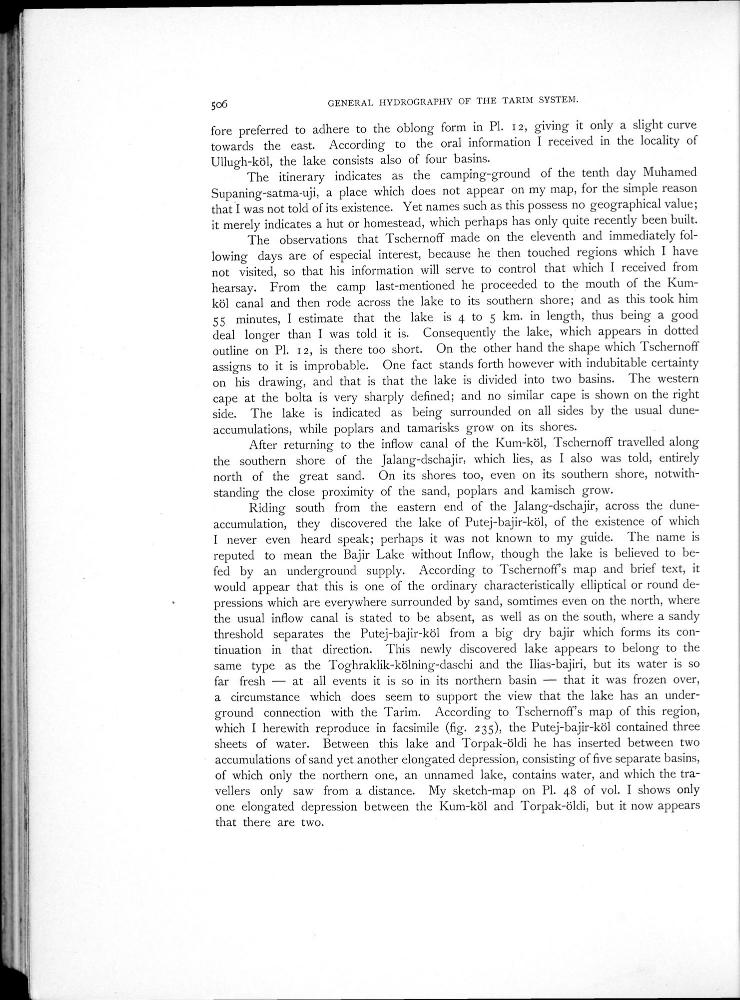 506 GENERAL HYDROGRAPHY OF THE TARIM SYSTEM.
fore preferred to adhere to the oblong form in Pl. 12, giving it only a slight curve
towards the east. According to the oral information I received in the locality of
Ullugh-köl, the lake consists also of four basins.
The itinerary indicates as the camping-ground of the tenth day Muhamed
Supaning-satma-uji, a place which does not appear on my map, for the simple reason
that I was not told of its existence. Yet names such as this possess no geographical value;
it merely indicates a hut or homestead, which perhaps has only quite recently been built.
The observations that Tschernoff made on the eleventh and immediately fol-
lowing days are of especial interest, because he then touched regions which I have
not visited, so that his information will serve to control that which I received from
hearsay. From the camp last-mentioned he proceeded to the mouth of the Kum-
köl canal and then rode across the lake to its southern shore; and as this took him
55 minutes, I estimate that the lake is 4 to 5 km. in length, thus being a good
deal longer than I was told it is. Consequently the lake, which appears in dotted
outline on Pl. 12, is there too short. On the other hand the shape which Tschernoff
assigns to it is improbable. One fact stands forth however with indubitable certainty
on his drawing, and that is that the lake is divided into two basins. The western
cape at the bolta is very sharply defined; and no similar cape is shown on the right
side. The lake is indicated as being surrounded on all sides by the usual dune-
accumulations, while poplars and tamarisks grow on its shores.
After returning to the inflow canal of the Kum-köl, Tschernoff travelled along
the southern shore of the Jalang-dschajir, which lies, as I also was told, entirely
north of the great sand. On its shores too, even on its southern shore, notwith-
standing the close proximity of the sand, poplars and kamisch grow.
Riding south from the eastern end of the Jalang-dschajir, across the dune-
accumulation, they discovered the lake of Putej-bajir-köl, of the existence of which
I never even heard speak; perhaps it was not known to my guide. The name is
reputed to mean the Bajir Lake without Inflow, though the lake is believed to be-
fed by an underground supply. According to Tschernoff's map and brief text, it
would appear that this is one of the ordinary characteristically elliptical or round de-
pressions which are everywhere surrounded by sand, somtimes even on the north, where
the usual inflow canal is stated to be absent, as well as on the south, where a sandy
threshold separates the Putej-bajir-köl from a big dry bajir which forms its con-
tinuation in that direction. This newly discovered lake appears to belong to the
same type as the Toghraklik-kölning-daschi and the Ilias-bajiri, but its water is so
far fresh — at all events it is so in its northern basin — that it was frozen over,
a circumstance which does seem to support the view that the lake has an under-
ground connection with the Tarim. According to Tschernoff's map of this region,
which I herewith reproduce in facsimile (fig. 235), the Putej-bajir-köl contained three
sheets of water. Between this lake and Torpak-öldi he has inserted between two
accumulations of sand yet another elongated depression, consisting of five separate basins,
of which only the northern one, an unnamed lake, contains water, and which the tra-
vellers only saw from a distance. My sketch-map on Pl. 48 of vol. I shows only
one elongated depression between the Kum-köl and Torpak-öldi, but it now appears
that there are two.